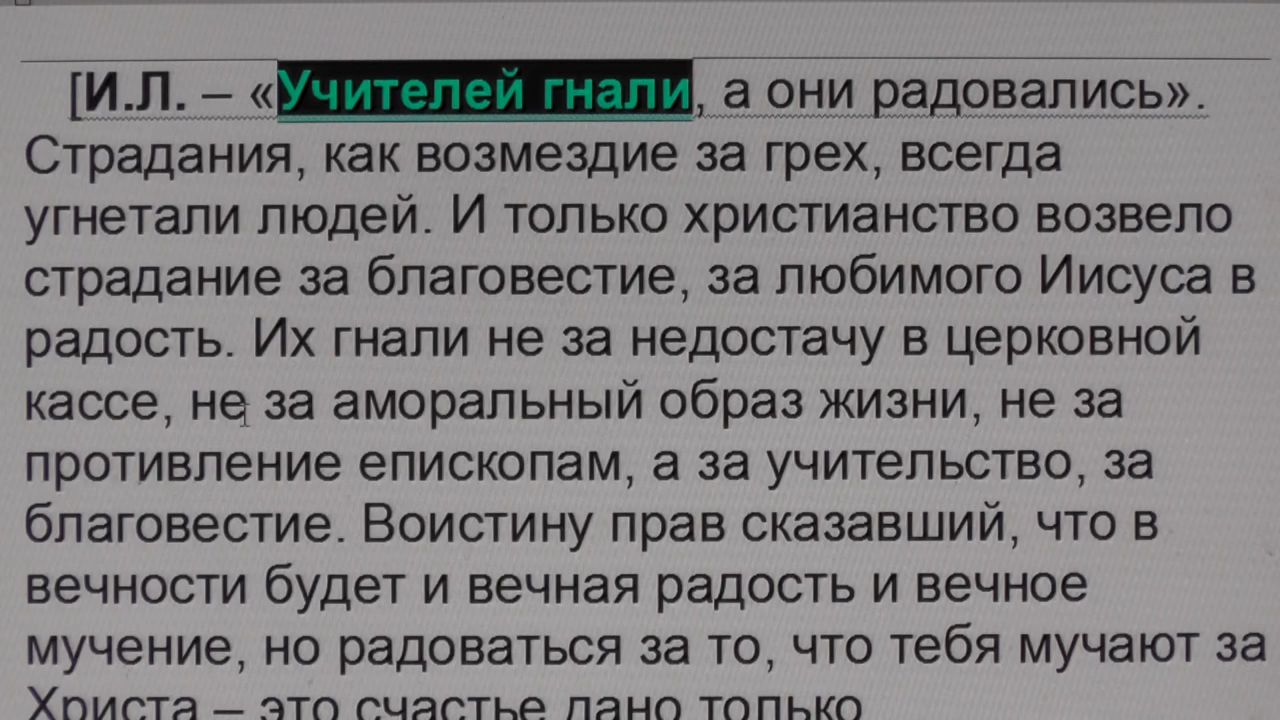 [И.Л. – «Учителей гнали, а они радовались».
Страдания, как возмездие за грех, всегда
угнетали людей. И только христианство возвело
страдание за благовестие, за любимого Иисуса в
радость. Их гнали не за недостачу в церковной
кассе, не за аморальный образ жизни, не за
противление епископам, а за учительство, за
благовестие. Воистину прав сказавший, что в
вечности будет и вечная радость и вечное
мучение, но радоваться за то, что тебя мучают за
Христа – это счастье дано только